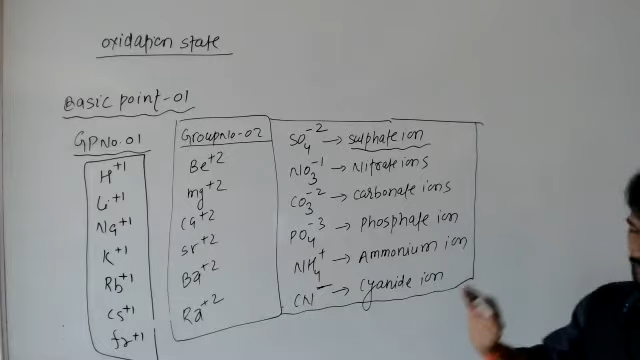 oxidation state
Basic point-01
GPNo.01
H+1
Li+1
Na+1
K+1
Rb+1
Cs+1
fr+1
GroupNo-02
Be+2
mg+2
Ca+2
Sr+2
Ba+2
Ra+2
SO4-2 → sulphate ion
NO3-1 → Nitrate ions
CO3-2 → Carbonate ions
PO4-3 → Phosphate ion
NH4+ → Ammonium ion
CN- → Cyanide ion